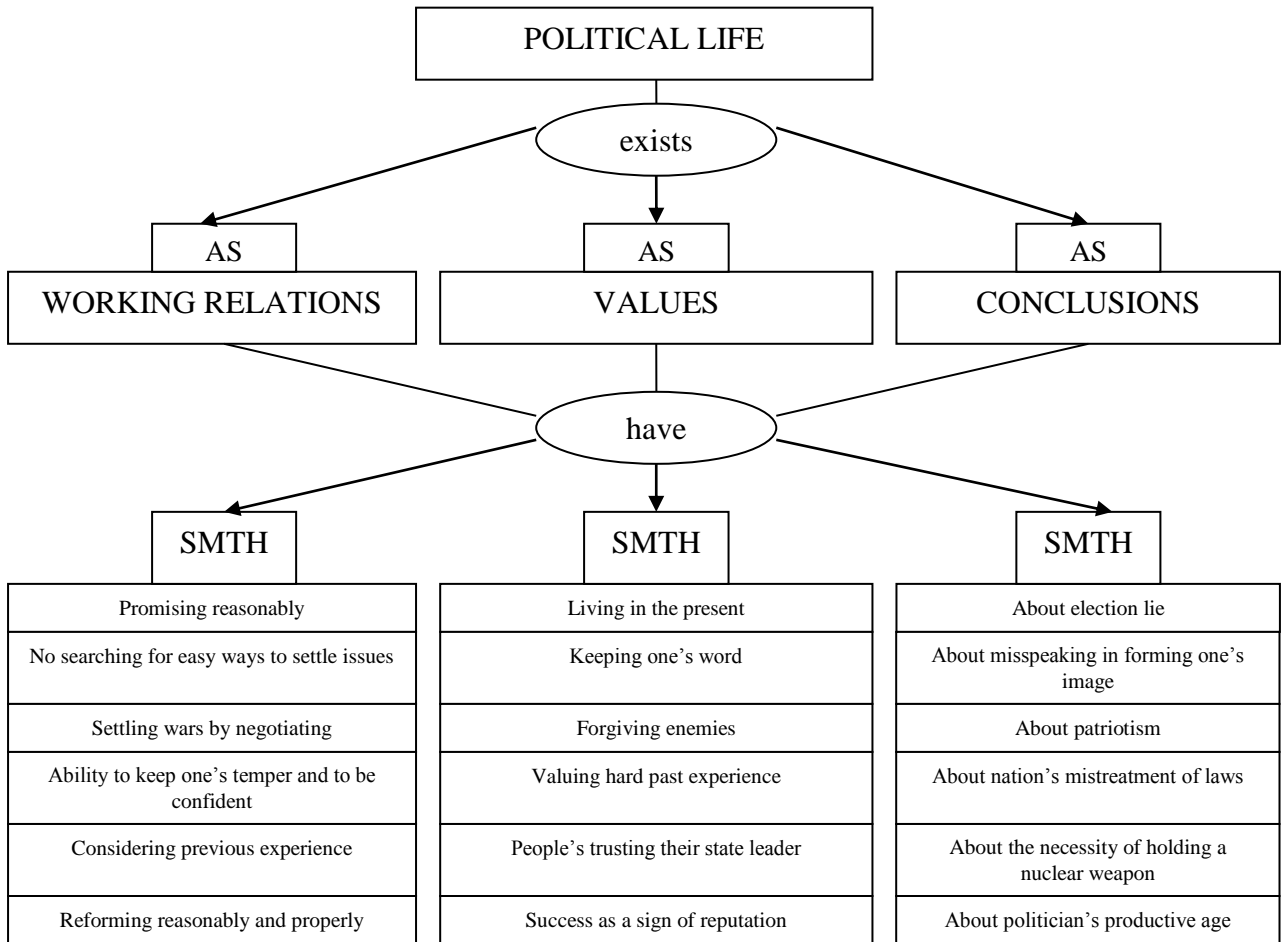 POLITICAL LIFE
exists
AS
AS
AS
WORKING RELATIONS
VALUES
CONCLUSIONS
have
SMTH
SMTH
SMTH
Promising reasonably
Living in the present
About election lie
No searching for easy ways to settle issues
Keeping one’s word
About misspeaking in forming one’s
image
Settling wars by negotiating
Forgiving enemies
About patriotism
Ability to keep one’s temper and to be
confident
Valuing hard past experience
About nation’s mistreatment of laws
Considering previous experience
People’s trusting their state leader
About the necessity of holding a
nuclear weapon
Reforming reasonably and properly
Success as a sign of reputation
About politician’s productive age